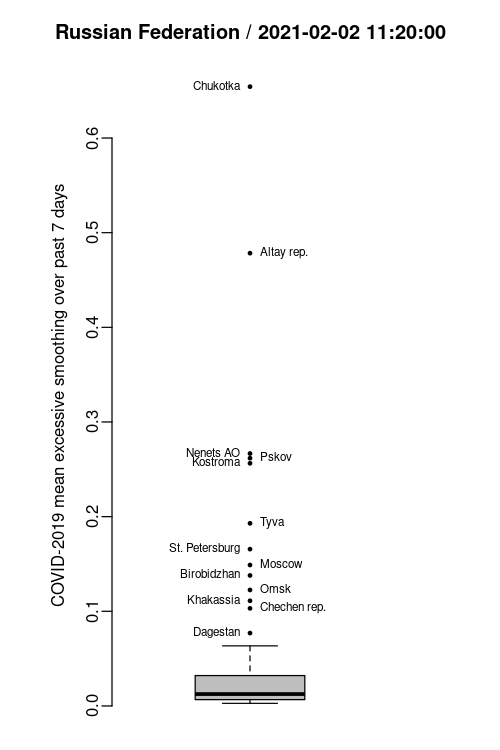 Russian Federation / 2021-02-02 11:20:00
COVID-2019 mean excessive smoothing over past 7 days
0.6
0.5
0.4
0.3
0.2
0.1
0.0
Chukotka
Altay rep.
Nenets AO
Pskov
Kostroma
Tyva
St. Petersburg
Moscow
Birobidzhan
Omsk
Khakassia
Chechen rep.
Dagestan